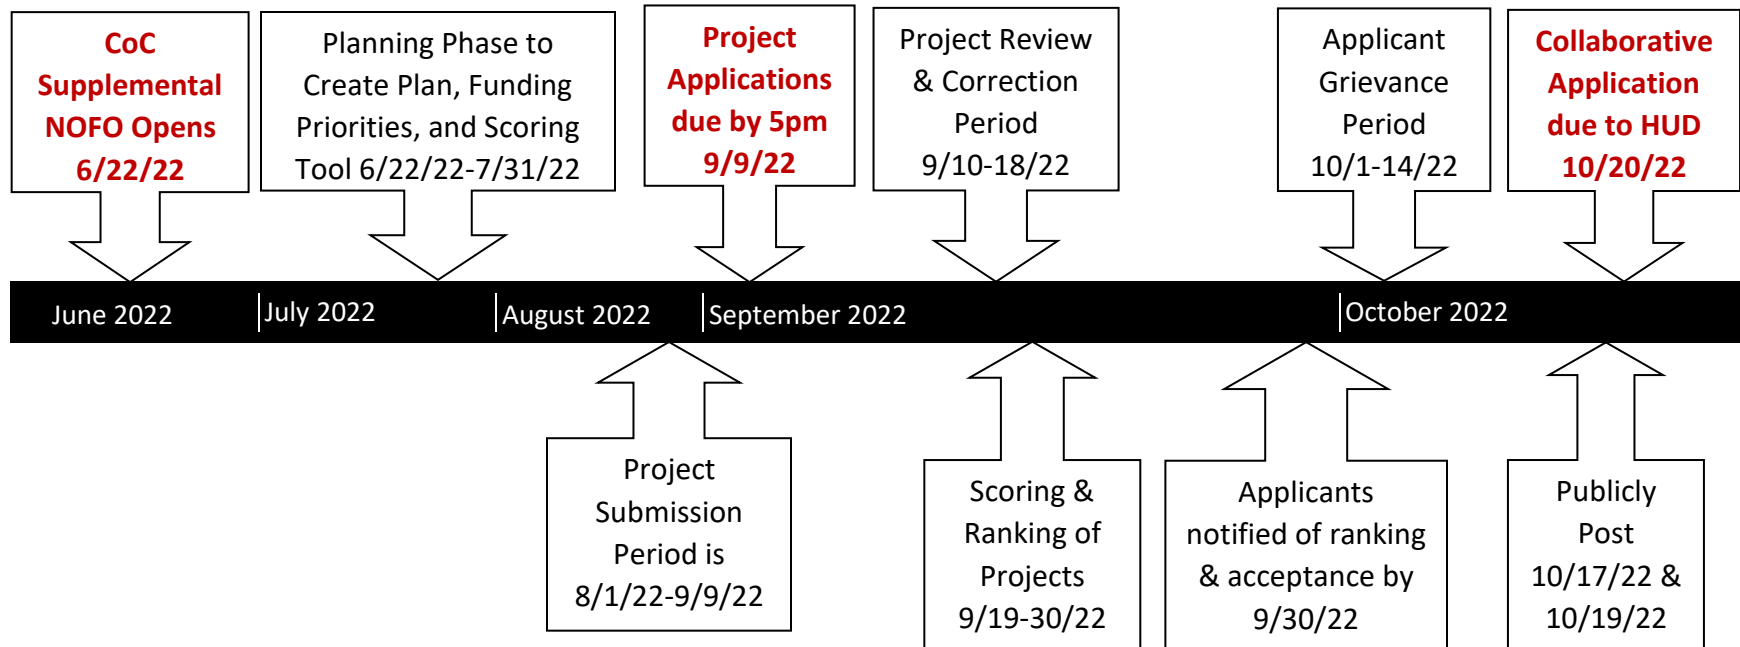 CoC
Supplemental
NOFO Opens
6/22/22
Planning Phase to
Create Plan, Funding
Priorities, and Scoring
Tool 6/22/22-7/31/22
Project
Applications
due by 5pm
9/9/22
Project Review
& Correction
Period
9/10-18/22
Applicant
Grievance
Period
10/1-14/22
Collaborative
Application
due to HUD
10/20/22
June 2022
July 2022
August 2022
September 2022
October 2022
Project
Submission
Period is
8/1/22-9/9/22
Scoring &
Ranking of
Projects
9/19-30/22
Applicants
notified of ranking
& acceptance by
9/30/22
Publicly
Post
10/17/22 &
10/19/22